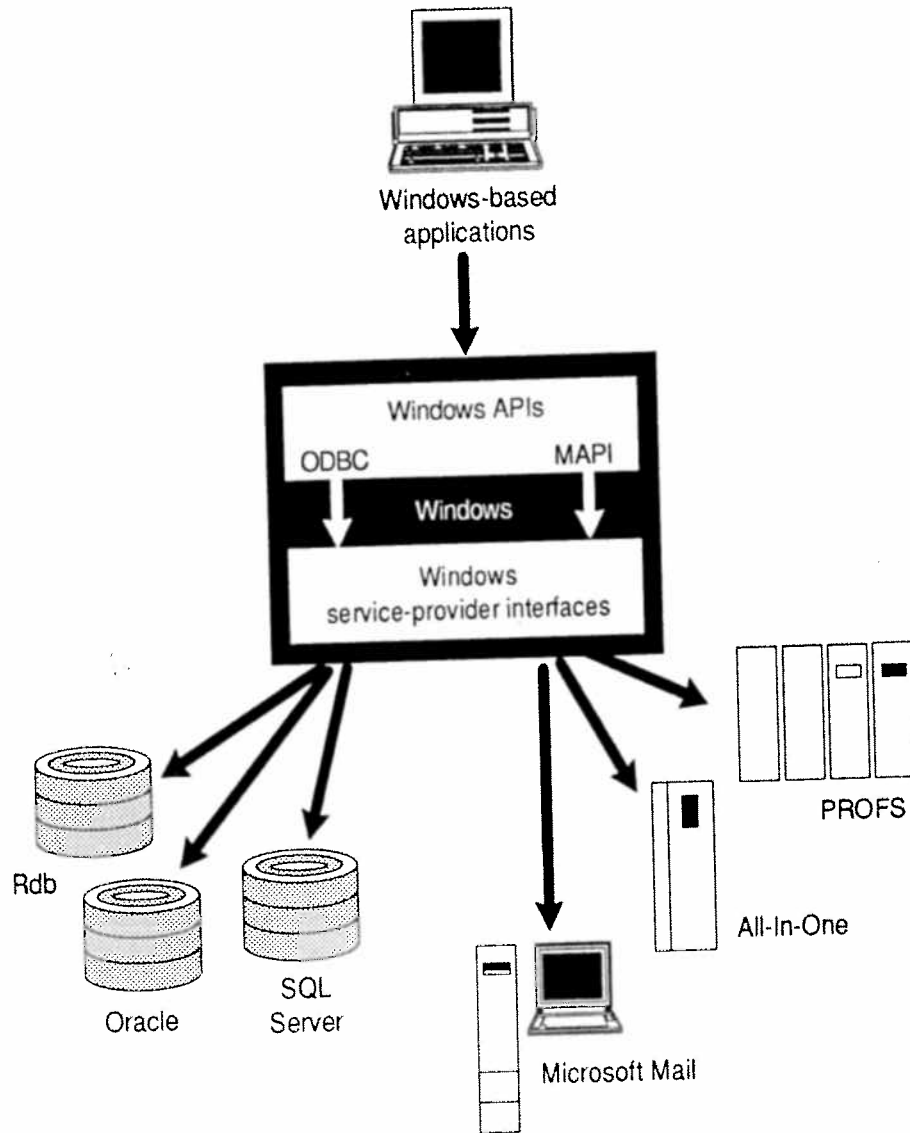 Windows-based
applications
Windows APIs
ODBC
MAPI
Windows
Windows
service-provider interfaces
PROFS
Rdb
All-In-One
SQL
Server
Oracle
Microsoft Mail